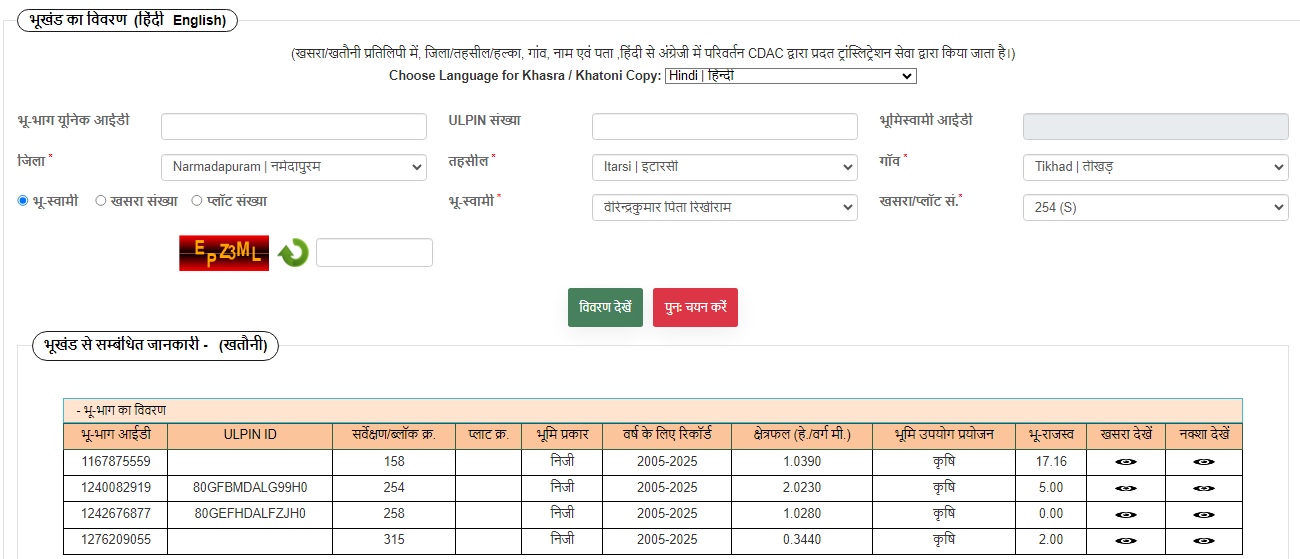 भूखंड का विवरण (हिंदी English)
(खसरा/खतौनी प्रतिलिपी में, जिला/तहसील/हल्का, गांव, नाम एवं पता ,हिंदी से अंग्रेजी में परिवर्तन CDAC द्वारा प्रदत ट्रांस्लिट्रेशन सेवा द्वारा किया जाता है।)
Choose Language for Khasra / Khatoni Copy: Hindi | हिन्दी
भू-भाग यूनिक आईडी ULPIN संख्या भूमिस्वामी आईडी
जिला * Narmadapuram | नर्मदापुरम तहसील * Itarsi | इटारसी गाँव * Tikhad | तीखड़
भू-स्वामी खसरा संख्या प्लॉट संख्या भू-स्वामी * वीरेन्द्रकुमार पिता रिखीराम खसरा/प्लॉट सं.* 254 (S)
EPZ3ML
विवरण देखें पुनः चयन करें
भूखंड से सम्बंधित जानकारी - (खतौनी)
- भू-भाग का विवरण
भू-भाग आईडी ULPIN ID सर्वेक्षण/ब्लॉक क्र. प्लाट क्र. भूमि प्रकार वर्ष के लिए रिकॉर्ड क्षेत्रफल (हे./वर्ग मी.) भूमि उपयोग प्रयोजन भू-राजस्व खसरा देखें नक्शा देखें
1167875559 158 निजी 2005-2025 1.0390 कृषि 17.16
1240082919 80GFBMDALG99H0 254 निजी 2005-2025 2.0230 कृषि 5.00
1242676877 80GEFHDALFZJH0 258 निजी 2005-2025 1.0280 कृषि 0.00
1276209055 315 निजी 2005-2025 0.3440 कृषि 2.00